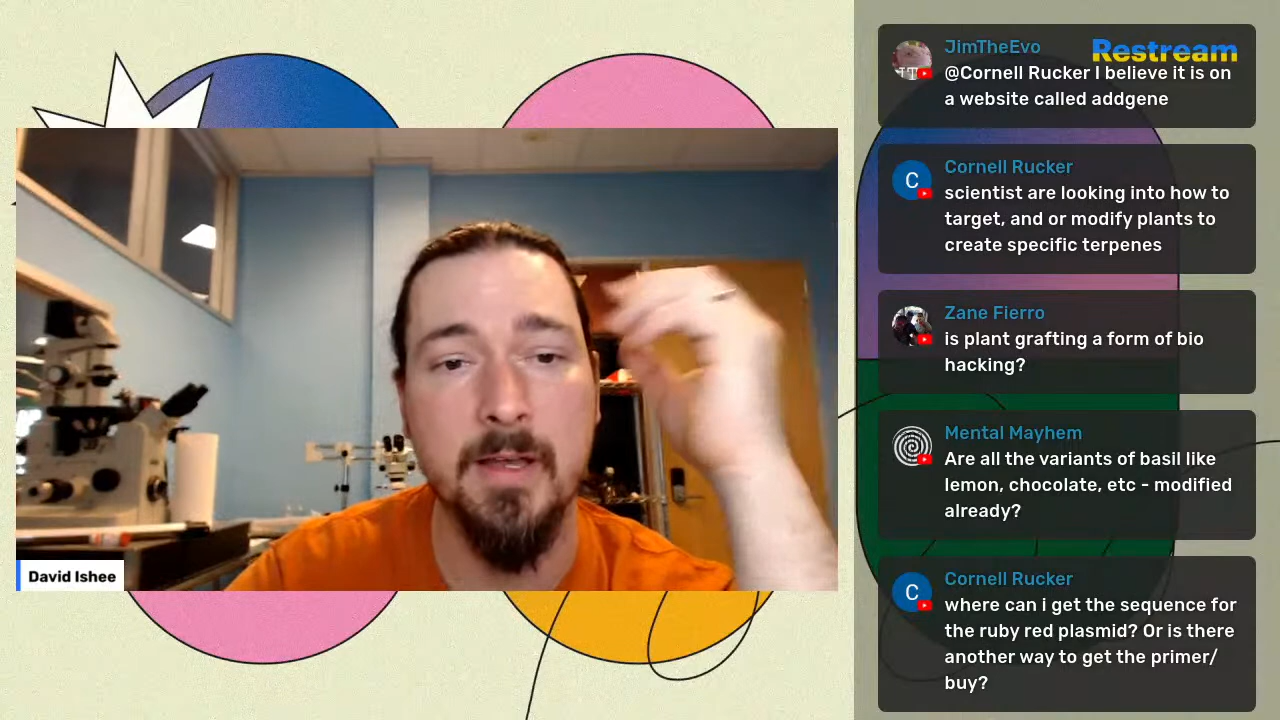 JimTheEvo
Restream
@Cornell Rucker I believe it is on
a website called addgene
C
Cornell Rucker
scientist are looking into how to
target, and or modify plants to
create specific terpenes
Zane Fierro
is plant grafting a form of bio
hacking?
Mental Mayhem
Are all the variants of basil like
lemon, chocolate, etc - modified
already?
C
Cornell Rucker
where can i get the sequence for
the ruby red plasmid? Or is there
another way to get the primer/
buy?
David Ishee